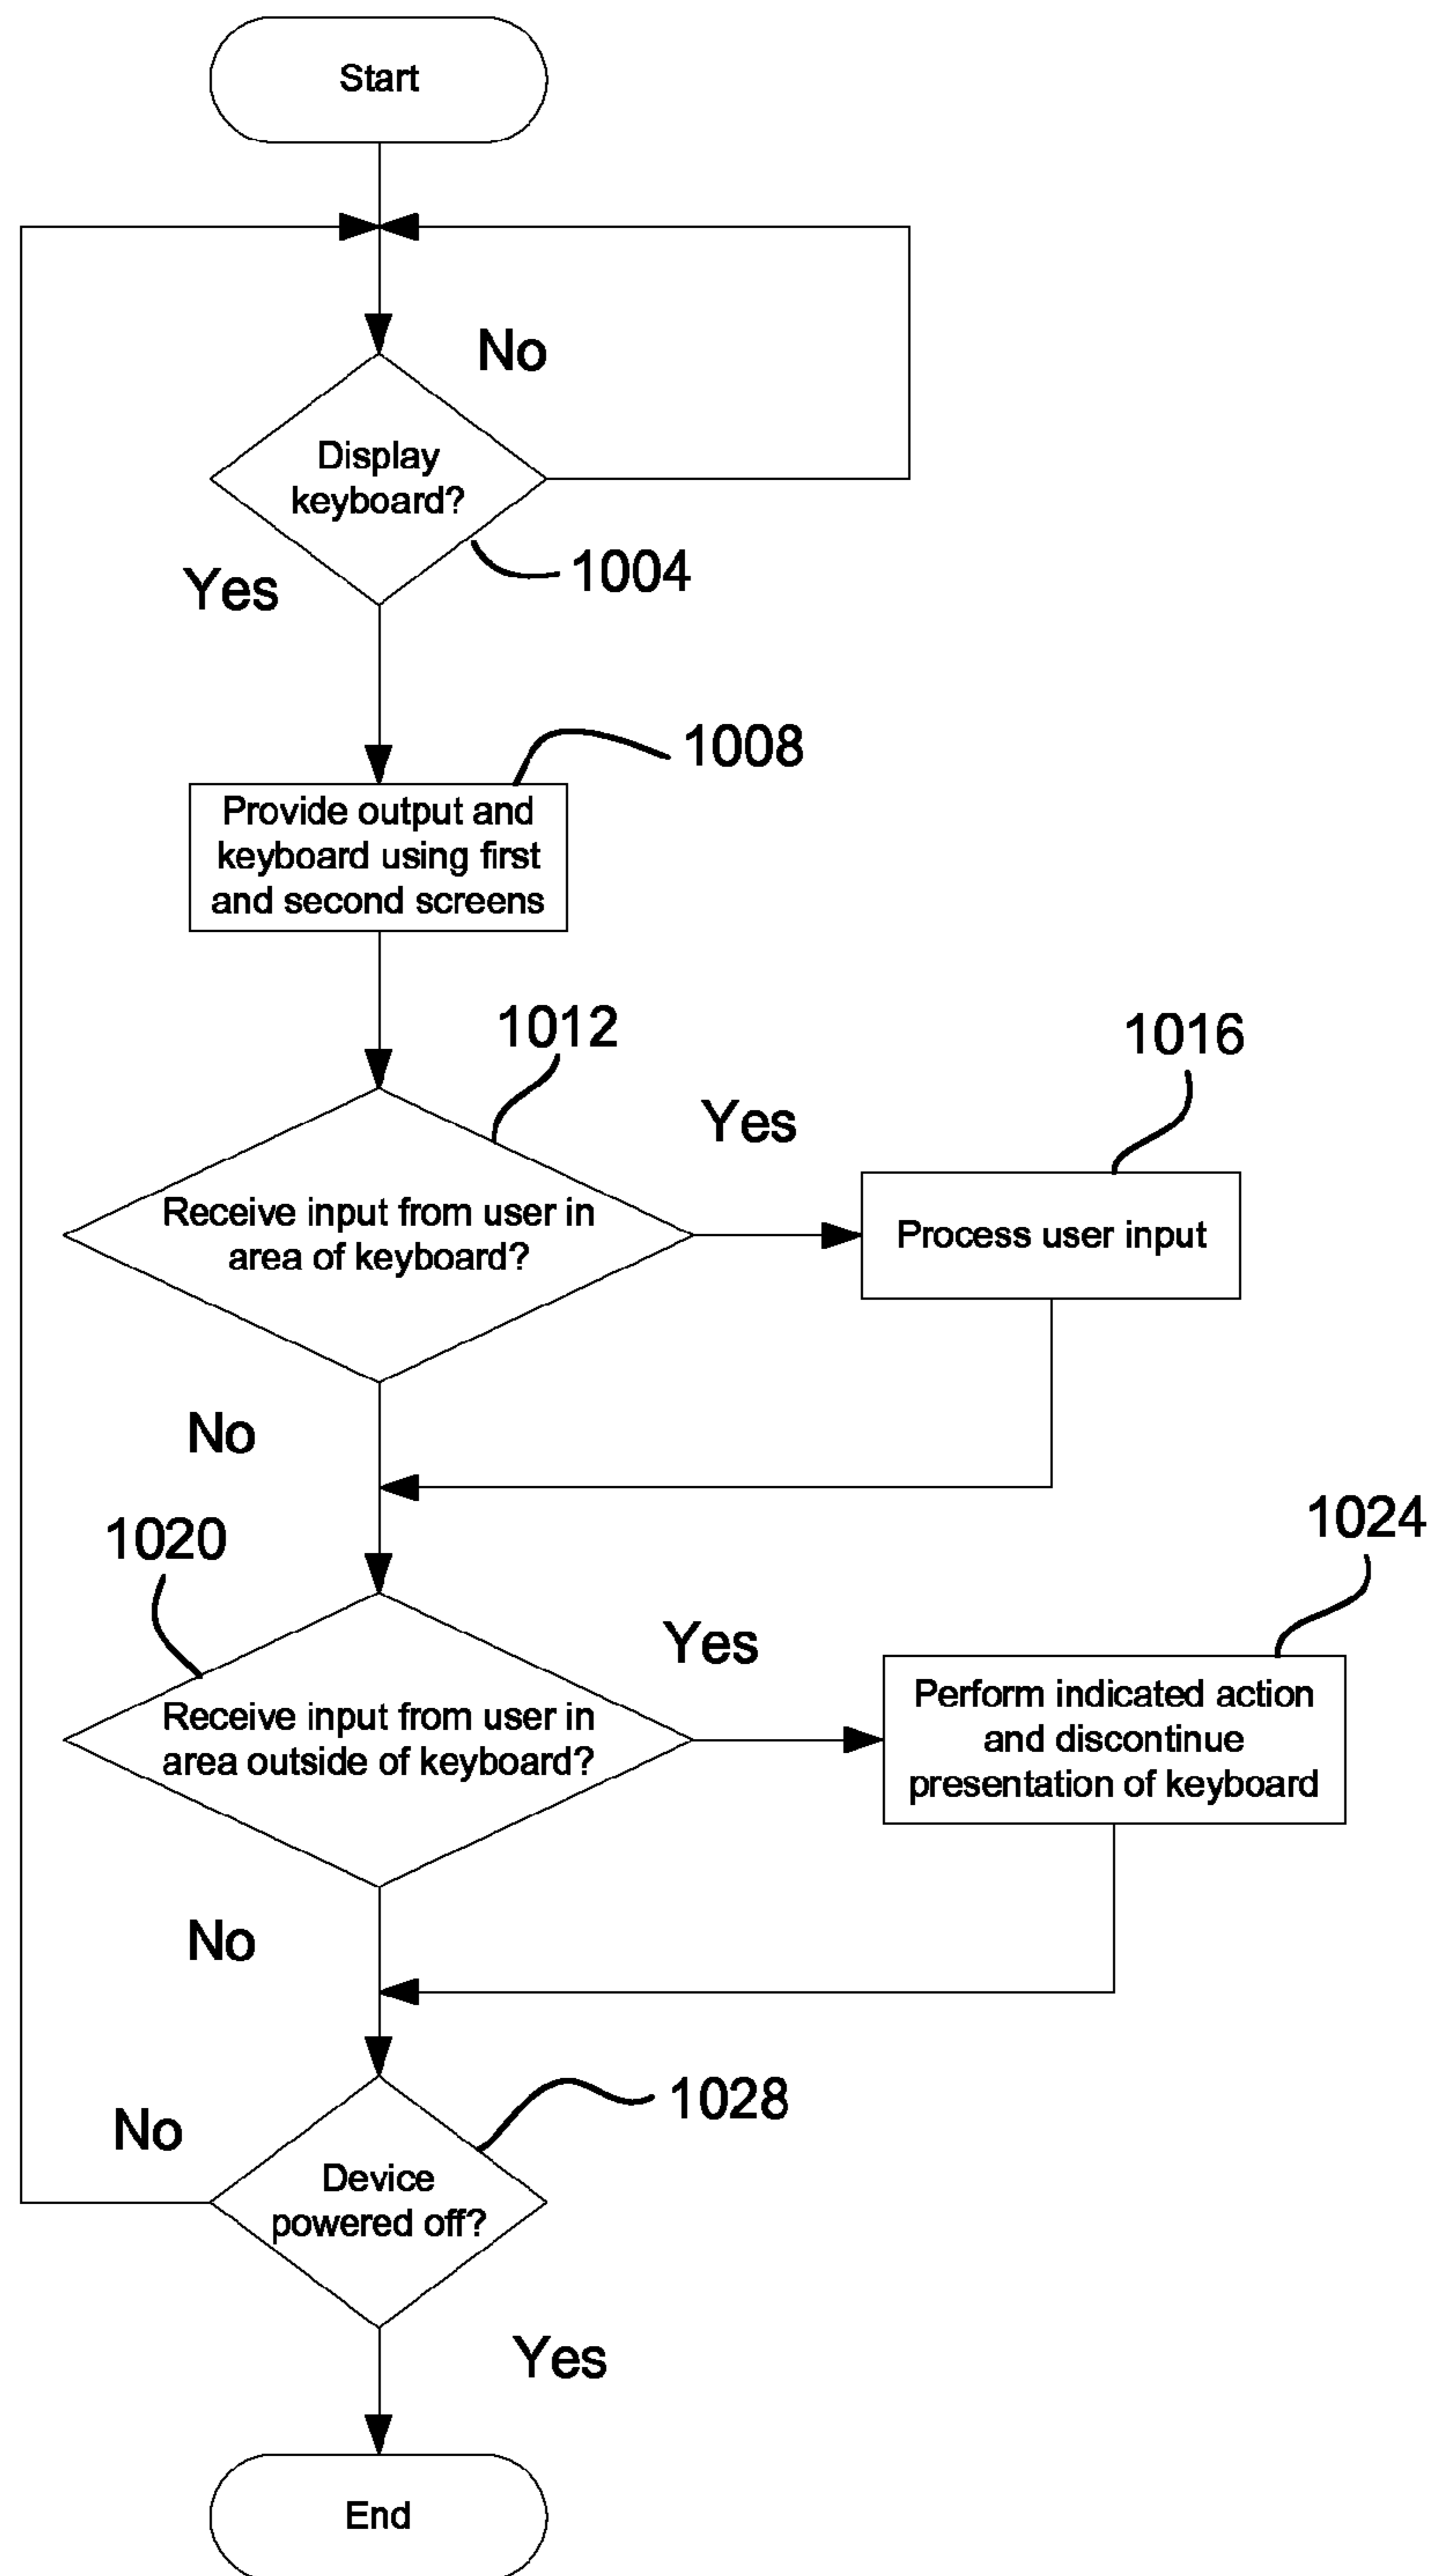 Start
No
Display
keyboard?
1004
Yes
1008
Provide output and
keyboard using first
and second screens
1012
1016
Yes
Receive input from user in
area of keyboard?
Process user input
No
1020
1024
Yes
Receive input from user in
area outside of keyboard?
Perform indicated action
and discontinue
presentation of keyboard
No
1028
No
Device
powered off?
Yes
End